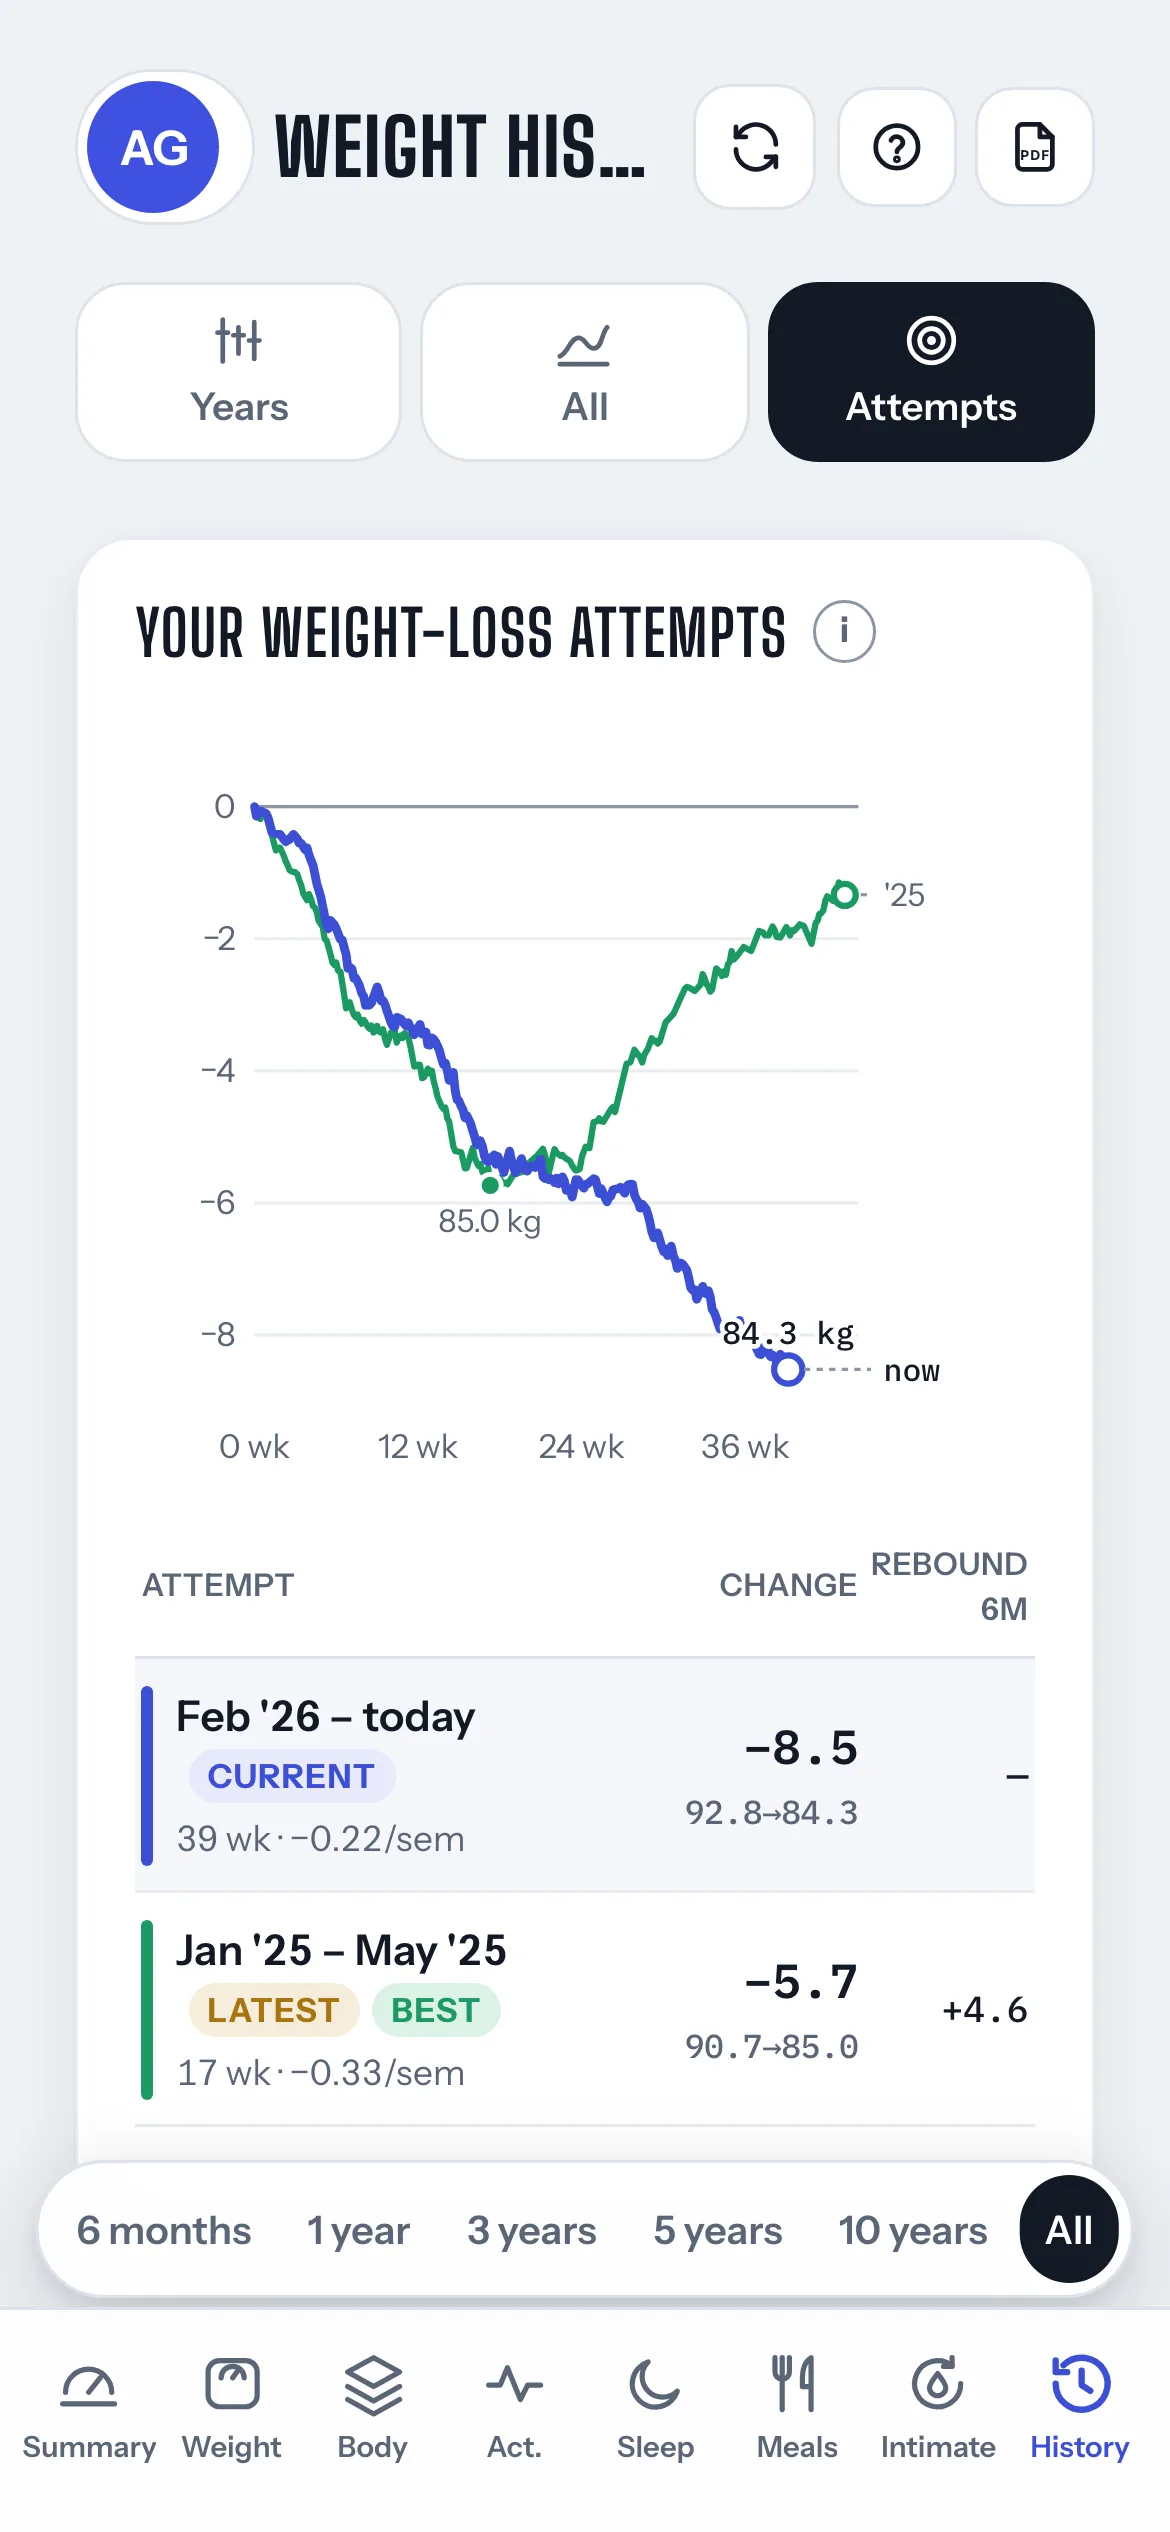 AG
WEIGHT HIS...
PDF
Years
All
Attempts
YOUR WEIGHT-LOSS ATTEMPTS
i
0
−2
−4
−6
−8
'25
85.0 kg
84.3 kg
now
0 wk
12 wk
24 wk
36 wk
ATTEMPT
CHANGE
REBOUND
6M
Feb '26 – today
CURRENT
39 wk · −0.22/sem
−8.5
92.8→84.3
–
Jan '25 – May '25
LATEST
BEST
17 wk · −0.33/sem
−5.7
90.7→85.0
+4.6
6 months
1 year
3 years
5 years
10 years
All
Summary
Weight
Body
Act.
Sleep
Meals
Intimate
History